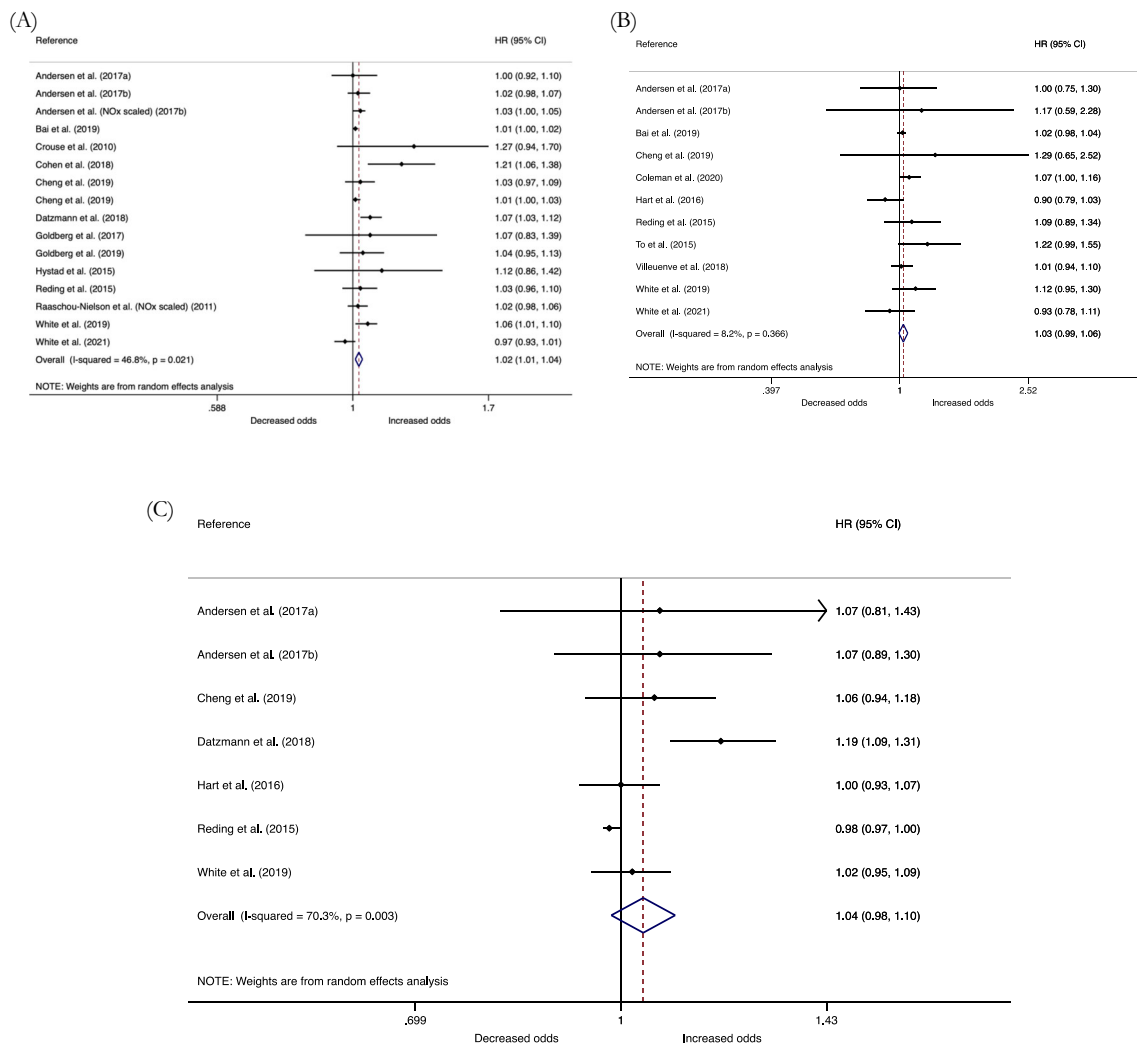 (A)
Reference HR (95% CI)
Andersen et al. (2017a) 1.00 (0.92, 1.10)
Andersen et al. (2017b) 1.02 (0.98, 1.07)
Andersen et al. (NOx scaled) (2017b) 1.03 (1.00, 1.05)
Bai et al. (2019) 1.01 (1.00, 1.02)
Crouse et al. (2010) 1.27 (0.94, 1.70)
Cohen et al. (2018) 1.21 (1.06, 1.38)
Cheng et al. (2019) 1.03 (0.97, 1.09)
Cheng et al. (2019) 1.01 (1.00, 1.03)
Datzmann et al. (2018) 1.07 (1.03, 1.12)
Goldberg et al. (2017) 1.07 (0.83, 1.39)
Goldberg et al. (2019) 1.04 (0.95, 1.13)
Hystad et al. (2015) 1.12 (0.86, 1.42)
Reding et al. (2015) 1.03 (0.96, 1.10)
Raaschou-Nielson et al. (NOx scaled) (2011) 1.02 (0.98, 1.06)
White et al. (2019) 1.06 (1.01, 1.10)
White et al. (2021) 0.97 (0.93, 1.01)
Overall (I-squared = 46.8%, p = 0.021) 1.02 (1.01, 1.04)
NOTE: Weights are from random effects analysis
.588 1 1.7
Decreased odds Increased odds
(B)
Reference HR (95% CI)
Andersen et al. (2017a) 1.00 (0.75, 1.30)
Andersen et al. (2017b) 1.17 (0.59, 2.28)
Bai et al. (2019) 1.02 (0.98, 1.04)
Cheng et al. (2019) 1.29 (0.65, 2.52)
Coleman et al. (2020) 1.07 (1.00, 1.16)
Hart et al. (2016) 0.90 (0.79, 1.03)
Reding et al. (2015) 1.09 (0.89, 1.34)
To et al. (2015) 1.22 (0.99, 1.55)
Villeuenve et al. (2018) 1.01 (0.94, 1.10)
White et al. (2019) 1.12 (0.95, 1.30)
White et al. (2021) 0.93 (0.78, 1.11)
Overall (I-squared = 8.2%, p = 0.366) 1.03 (0.99, 1.06)
NOTE: Weights are from random effects analysis
.397 1 2.52
Decreased odds Increased odds
(C)
Reference HR (95% CI)
Andersen et al. (2017a) 1.07 (0.81, 1.43)
Andersen et al. (2017b) 1.07 (0.89, 1.30)
Cheng et al. (2019) 1.06 (0.94, 1.18)
Datzmann et al. (2018) 1.19 (1.09, 1.31)
Hart et al. (2016) 1.00 (0.93, 1.07)
Reding et al. (2015) 0.98 (0.97, 1.00)
White et al. (2019) 1.02 (0.95, 1.09)
Overall (I-squared = 70.3%, p = 0.003) 1.04 (0.98, 1.10)
NOTE: Weights are from random effects analysis
.699 1 1.43
Decreased odds Increased odds